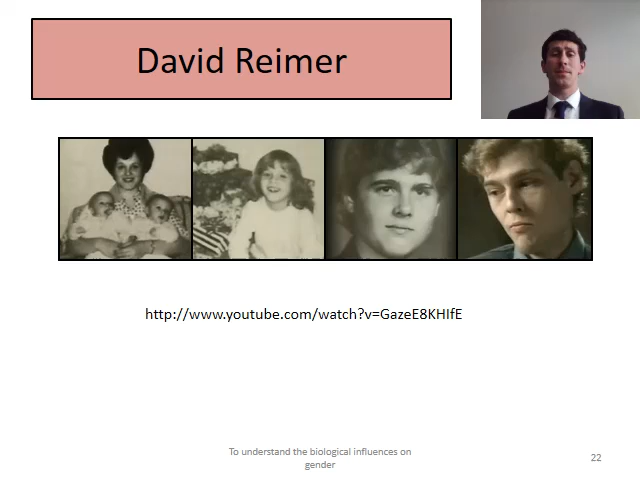 David Reimer
http://www.youtube.com/watch?v=GazeE8KHIfE
To understand the biological influences on
gender
22